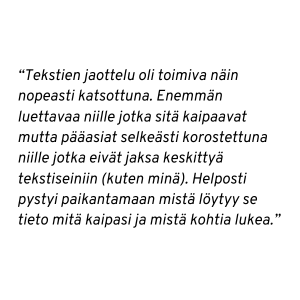 “Tekstien jaottelu oli toimiva näin
nopeasti katsottuna. Enemmän
luettavaa niille jotka sitä kaipaavat
mutta pääasiat selkeästi korostettuna
niille jotka eivät jaksa keskittyä
tekstiseiniin (kuten minä). Helposti
pystyi paikantamaan mistä löytyy se
tieto mitä kaipasi ja mistä kohtia lukea.”